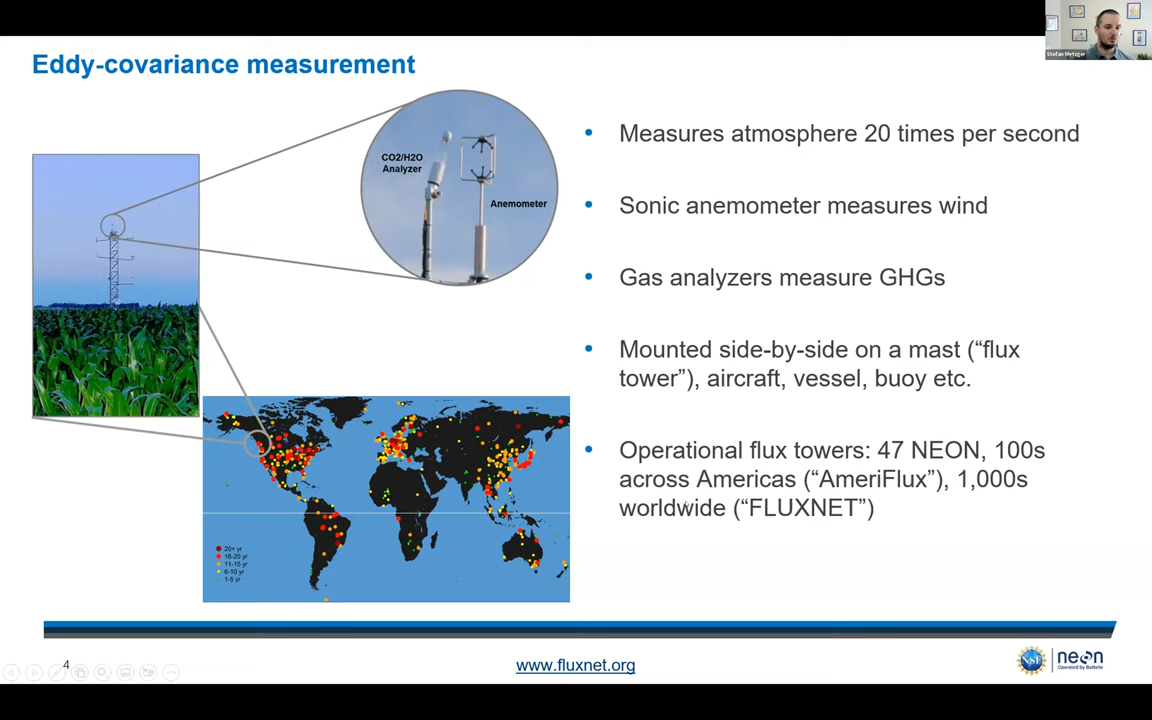 Stefan Metzger
Eddy-covariance measurement
CO2/H2O
Analyzer
Anemometer
• Measures atmosphere 20 times per second
• Sonic anemometer measures wind
• Gas analyzers measure GHGs
• Mounted side-by-side on a mast (“flux
tower”), aircraft, vessel, buoy etc.
• Operational flux towers: 47 NEON, 100s
across Americas (“AmeriFlux”), 1,000s
worldwide (“FLUXNET”)
20+ yr
16-20 yr
11-15 yr
6-10 yr
1-5 yr
4
www.fluxnet.org
NSF
neon
Operated by Battelle